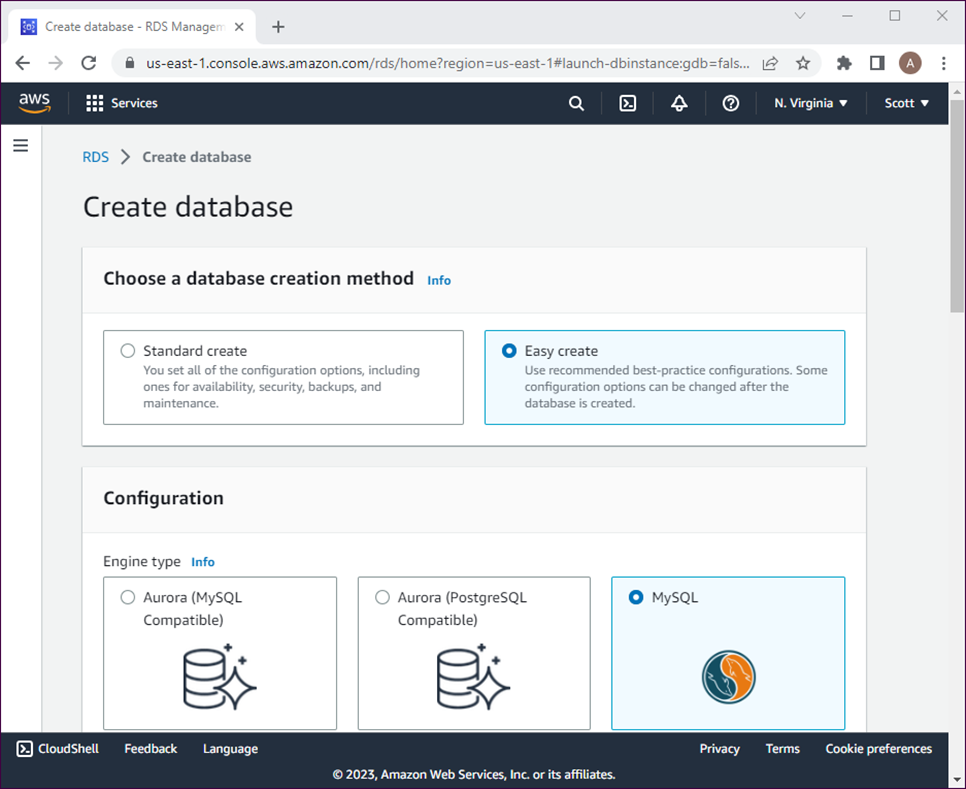 Create database - RDS Managem
us-east-1.console.aws.amazon.com/rds/home?region=us-east-1#launch-dbinstance:gdb=fals...
A
aws
Services
N. Virginia
Scott
RDS
Create database
Create database
Choose a database creation method Info
Standard create
You set all of the configuration options, including
ones for availability, security, backups, and
maintenance.
Easy create
Use recommended best-practice configurations. Some
configuration options can be changed after the
database is created.
Configuration
Engine type Info
Aurora (MySQL
Compatible)
Aurora (PostgreSQL
Compatible)
MySQL
CloudShell
Feedback
Language
Privacy
Terms
Cookie preferences
© 2023, Amazon Web Services, Inc. or its affiliates.